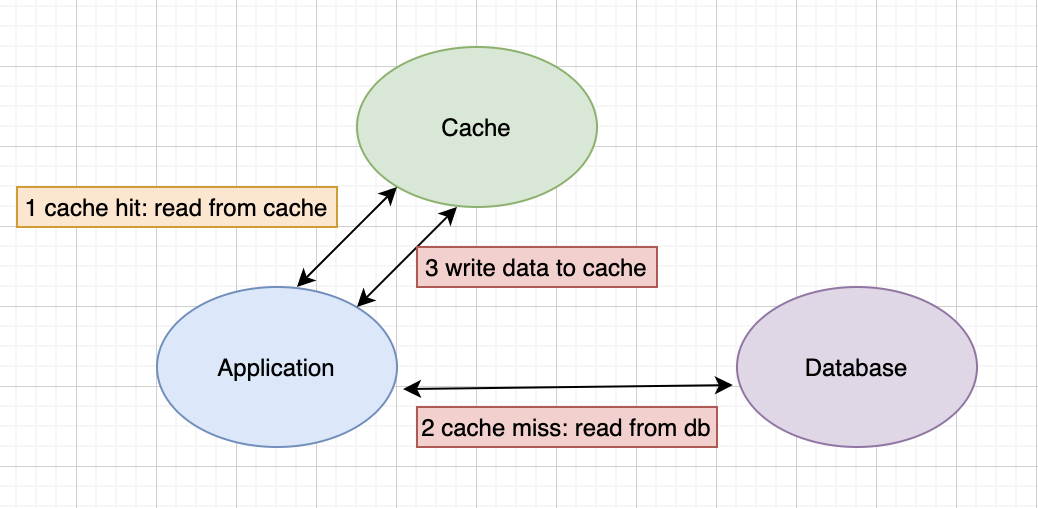 Cache
1 cache hit: read from cache
3 write data to cache
Application
Database
2 cache miss: read from db